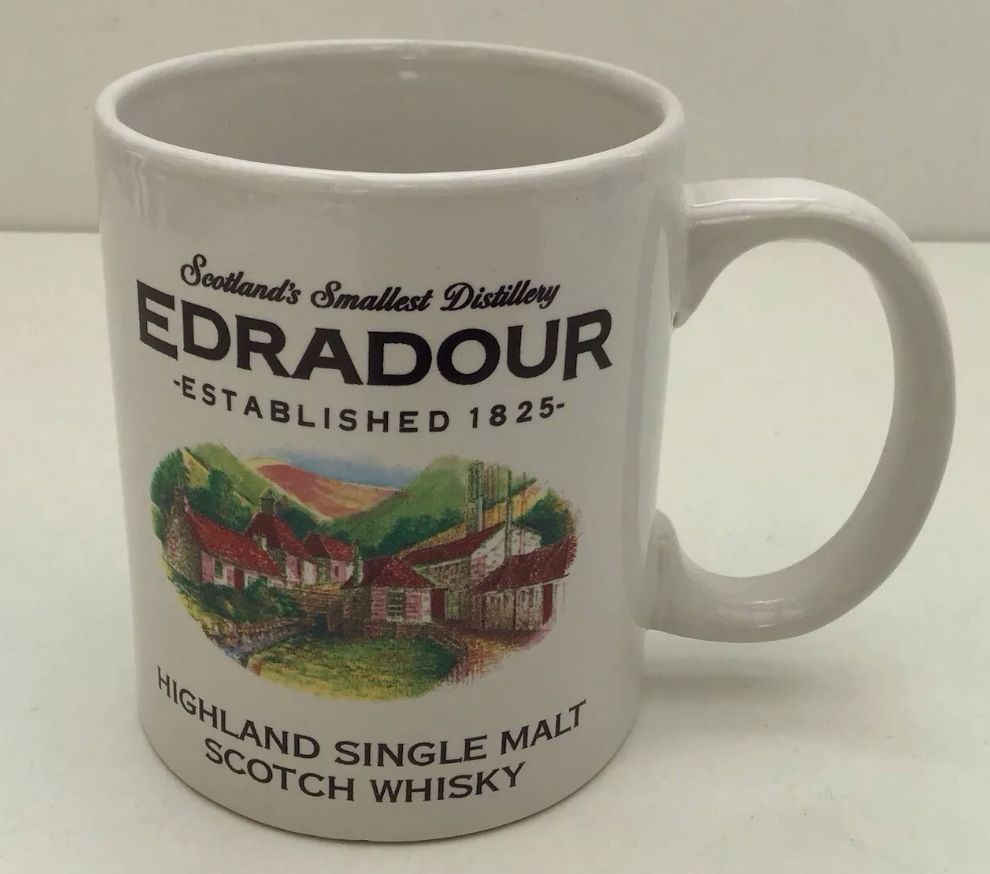 Scotland's Smallest Distillery
EDRADOUR
-ESTABLISHED 1825-
HIGHLAND SINGLE MALT
SCOTCH WHISKY